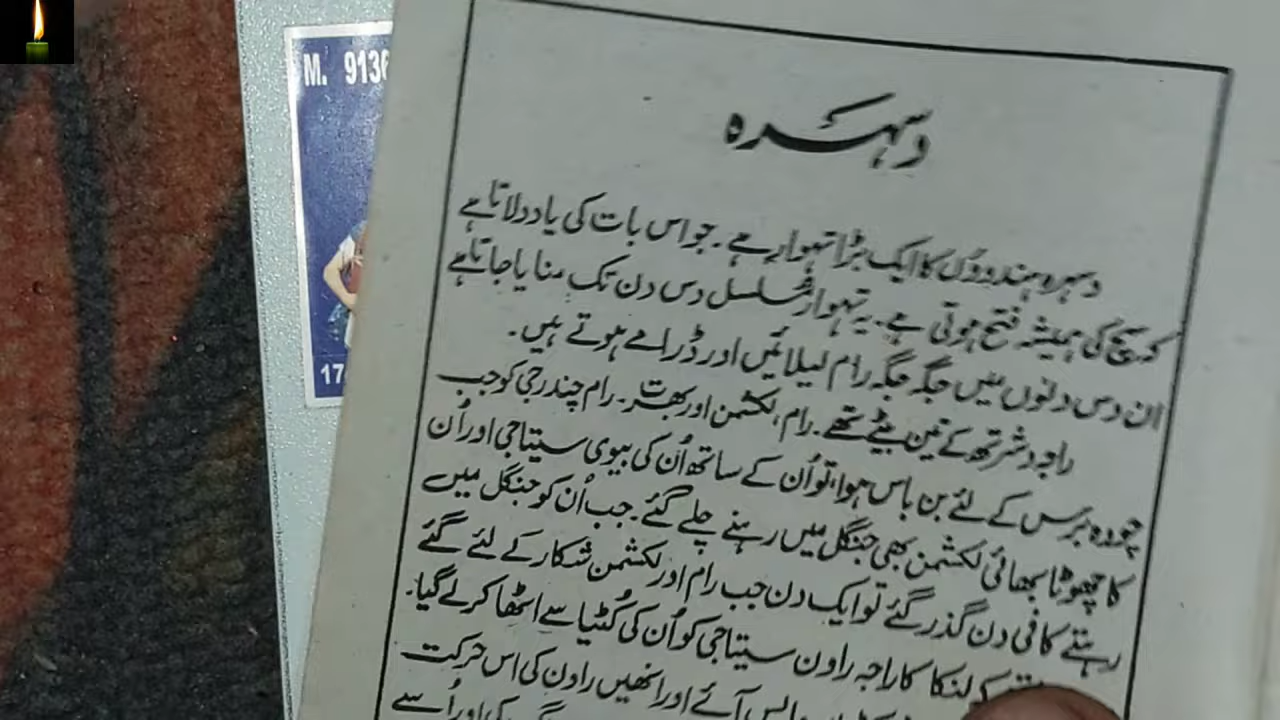 M. 9136
17
دسہرہ
دسہرہ ہندوؤں کا ایک بڑا تہوار ہے۔ جو اس بات کی یاد دلاتا ہے
کہ سچ کی ہمیشہ فتح ہوتی ہے۔ یہ تہوار مسلسل دس دن تک منایا جاتا ہے
ان دس دنوں میں جگہ جگہ رام لیلائیں اور ڈرامے ہوتے ہیں۔
راجہ دشرتھ کے تین بیٹے تھے۔ رام، لکشمن اور بھرت۔ رام چندر جی کو جب
چودہ برس کے لئے بن باس ہوا، تو اُن کے ساتھ اُن کی بیوی سیتا جی اور اُن
کا چھوٹا بھائی لکشمن بھی جنگل میں رہنے چلے گئے۔ جب اُن کو جنگل میں
رہتے کافی دن گذر گئے تو ایک دن جب رام اور لکشمن شکار کے لئے گئے
کے لنکا کا راجہ راون سیتا جی کو اُن کی کُٹیا سے اٹھا کر لے گیا۔
واپس آئے اور انھیں راون کی اس حرکت
کی اور اُسے